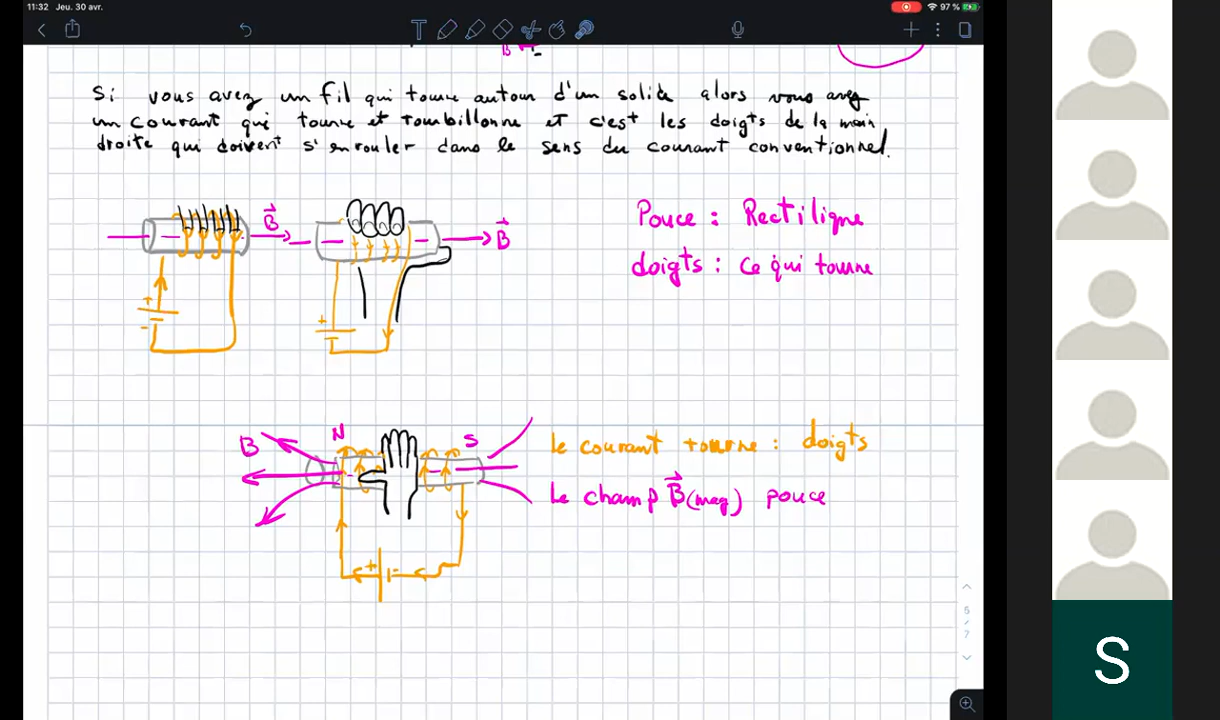 11:32 Jeu. 30 avr.
97 %
B
Si vous avez un fil qui tourne autour d'un solide alors vous avez
un courant qui tourne et tourbillonne et c'est les doigts de la main
droite qui doivent s'enrouler dans le sens du courant conventionnel.
B
B
Pouce : Rectiligne
doigts : Ce qui tourne
+
-
+
B
N
S
le courant tourne : doigts
le champ B (mag) pouce
+
5
/
7
S